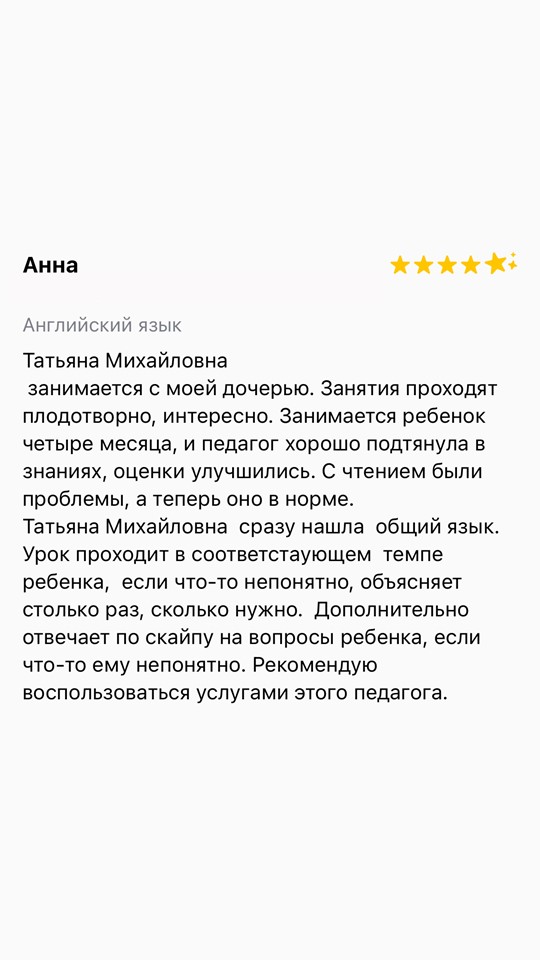 Анна
Английский язык
Татьяна Михайловна
занимается с моей дочерью. Занятия проходят
плодотворно, интересно. Занимается ребенок
четыре месяца, и педагог хорошо подтянула в
знаниях, оценки улучшились. С чтением были
проблемы, а теперь оно в норме.
Татьяна Михайловна  сразу нашла  общий язык.
Урок проходит в соответстаующем  темпе
ребенка,  если что-то непонятно, объясняет
столько раз, сколько нужно.  Дополнительно
отвечает по скайпу на вопросы ребенка, если
что-то ему непонятно. Рекомендую
воспользоваться услугами этого педагога.